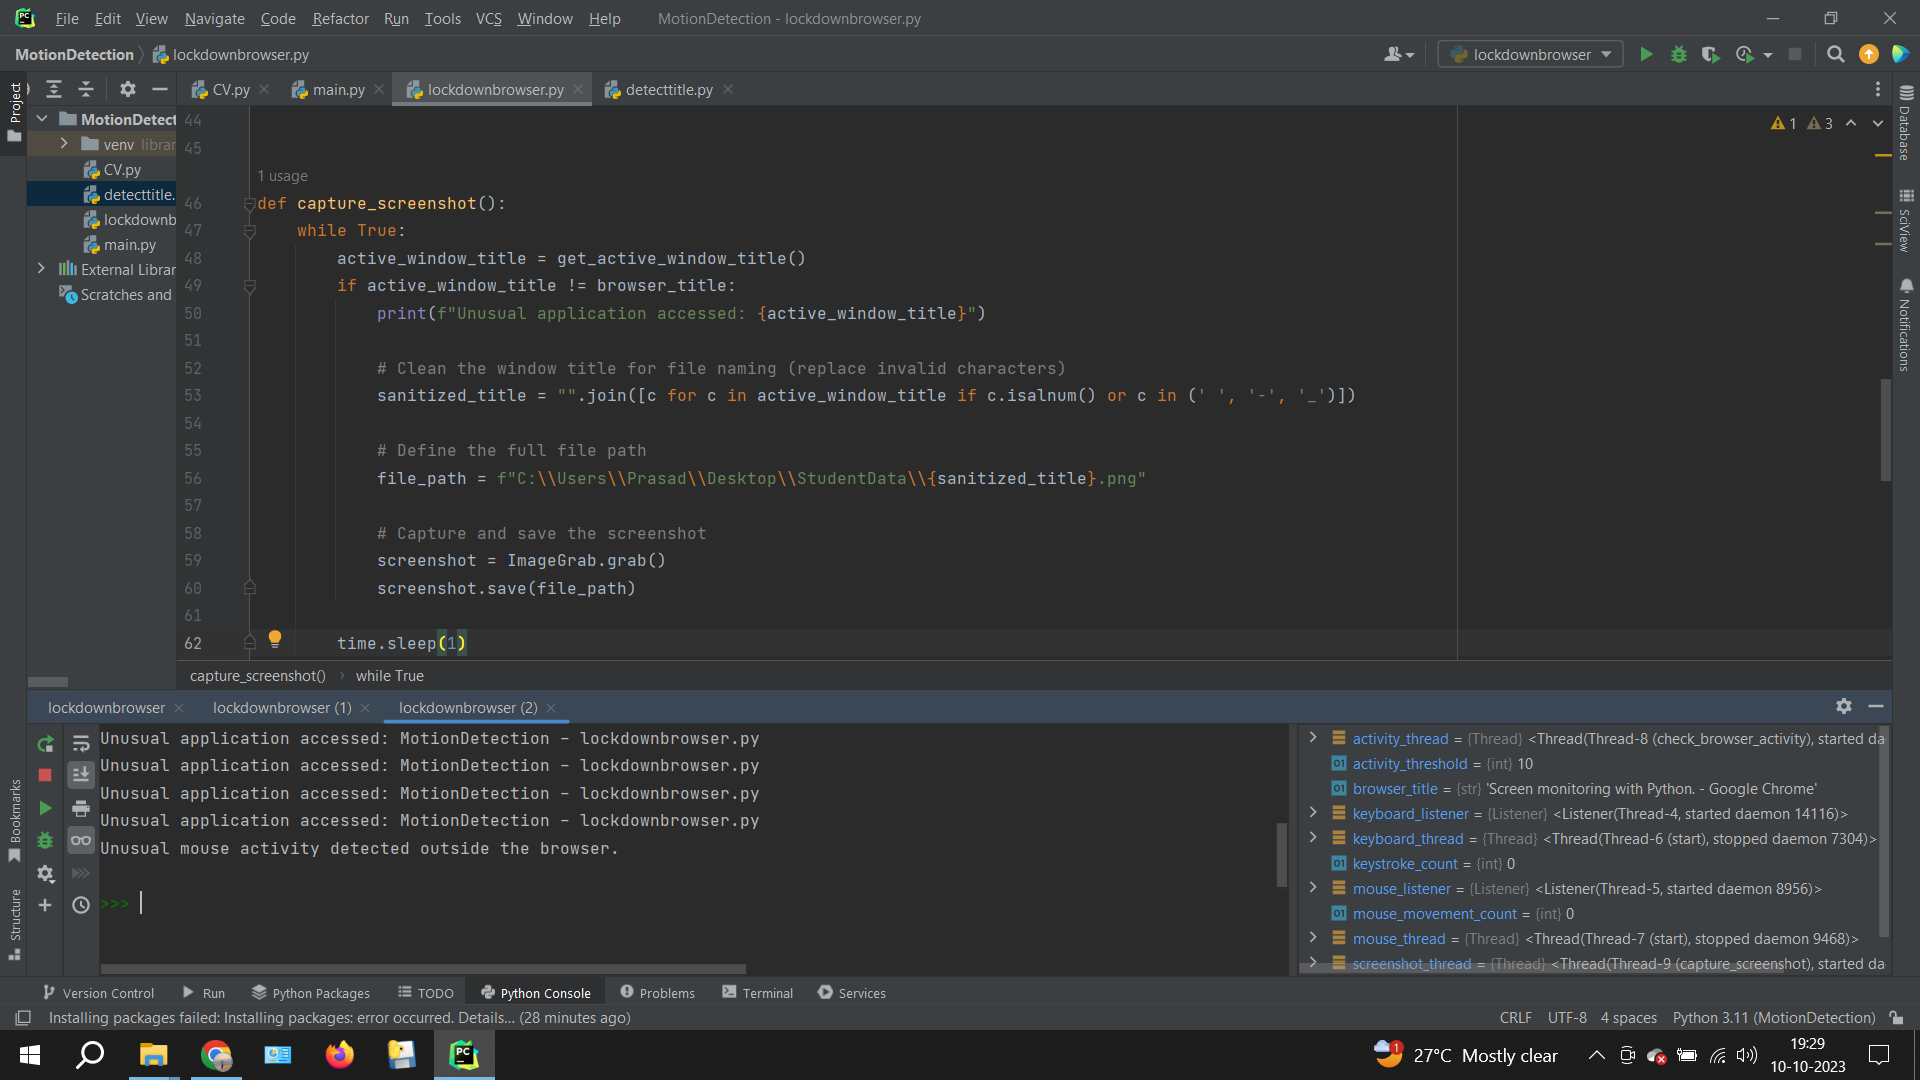 File Edit View Navigate Code Refactor Run Tools VCS Window Help MotionDetection - lockdownbrowser.py
MotionDetection lockdownbrowser.py
lockdownbrowser
Project
CV.py main.py lockdownbrowser.py detecttitle.py
MotionDetect
venv librar
CV.py
detecttitle.
lockdownb
main.py
External Librar
Scratches and
1 3
44
45
1 usage
46 def capture_screenshot():
47 while True:
48 active_window_title = get_active_window_title()
49 if active_window_title != browser_title:
50 print(f"Unusual application accessed: {active_window_title}")
51
52 # Clean the window title for file naming (replace invalid characters)
53 sanitized_title = "".join([c for c in active_window_title if c.isalnum() or c in (' ', '-', '_')])
54
55 # Define the full file path
56 file_path = f"C:\\Users\\Prasad\\Desktop\\StudentData\\{sanitized_title}.png"
57
58 # Capture and save the screenshot
59 screenshot = ImageGrab.grab()
60 screenshot.save(file_path)
61
62 time.sleep(1)
capture_screenshot() › while True
Database
SciView
Notifications
lockdownbrowser lockdownbrowser (1) lockdownbrowser (2)
Unusual application accessed: MotionDetection – lockdownbrowser.py
Unusual application accessed: MotionDetection – lockdownbrowser.py
Unusual application accessed: MotionDetection – lockdownbrowser.py
Unusual application accessed: MotionDetection – lockdownbrowser.py
Unusual mouse activity detected outside the browser.
>>>
activity_thread = {Thread} <Thread(Thread-8 (check_browser_activity), started da
activity_threshold = {int} 10
browser_title = {str} 'Screen monitoring with Python. - Google Chrome'
keyboard_listener = {Listener} <Listener(Thread-4, started daemon 14116)>
keyboard_thread = {Thread} <Thread(Thread-6 (start), stopped daemon 7304)>
keystroke_count = {int} 0
mouse_listener = {Listener} <Listener(Thread-5, started daemon 8956)>
mouse_movement_count = {int} 0
mouse_thread = {Thread} <Thread(Thread-7 (start), stopped daemon 9468)>
screenshot_thread = {Thread} <Thread(Thread-9 (capture_screenshot), started da
Bookmarks
Structure
Version Control Run Python Packages TODO Python Console Problems Terminal Services
Installing packages failed: Installing packages: error occurred. Details... (28 minutes ago)
CRLF UTF-8 4 spaces Python 3.11 (MotionDetection)
PC
1 27°C Mostly clear
19:29
10-10-2023